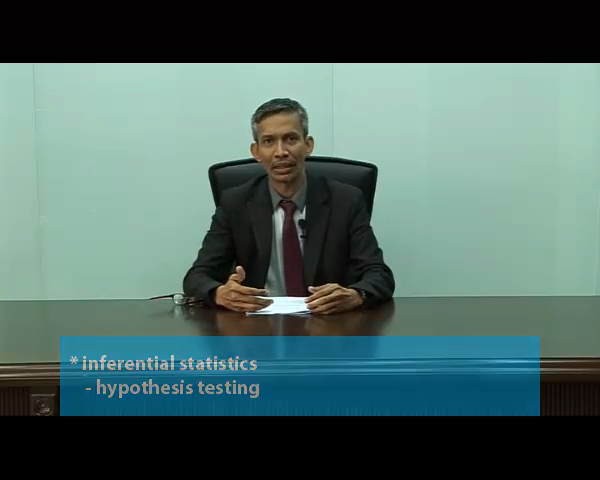 * inferential statistics
- hypothesis testing